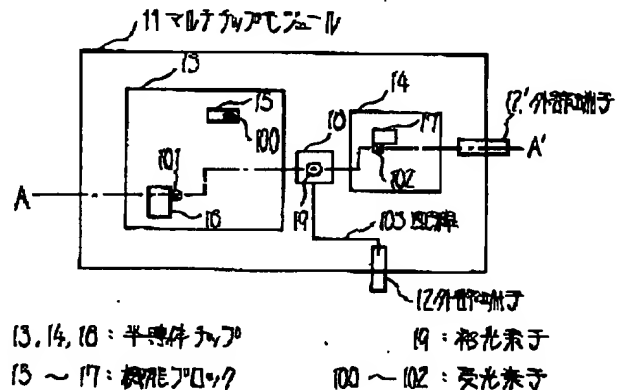 11 マルチチップモジュール
13
15
100
14
17
12' 外部端子
18
101
A
A'
102
16
19
103 配線
12 外部端子
13, 14, 18 : 半導体チップ
19 : 発光素子
15 〜 17 : 機能ブロック
100 〜 102 : 受光素子